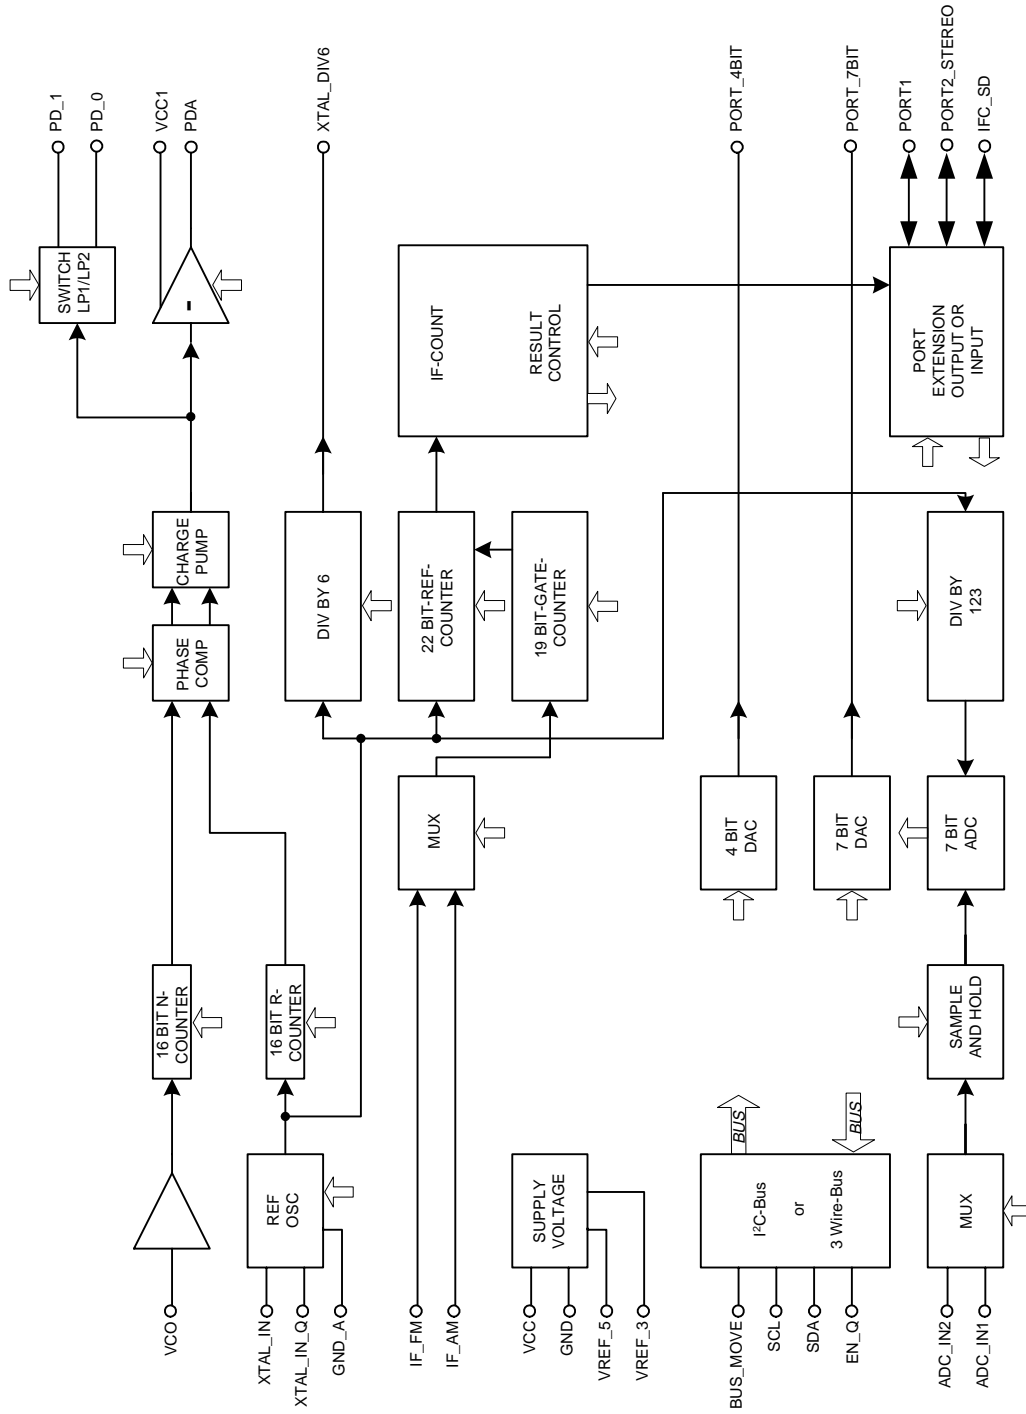 PD_1
PD_0
VCC1
PDA
XTAL_DIV6
PORT_4BIT
PORT_7BIT
PORT1
PORT2_STEREO
IFC_SD
SWITCH
LP1/LP2
-
IF-COUNT
RESULT
CONTROL
PORT
EXTENSION
OUTPUT OR
INPUT
CHARGE
PUMP
PHASE
COMP
DIV BY 6
22 BIT-REF-
COUNTER
19 BIT-GATE-
COUNTER
DIV BY
123
MUX
4 BIT
DAC
7 BIT
DAC
7 BIT
ADC
16 BIT N-
COUNTER
16 BIT R-
COUNTER
SAMPLE
AND HOLD
BUS
BUS
REF
OSC
SUPPLY
VOLTAGE
I²C-Bus
or
3 Wire-Bus
MUX
VCO
XTAL_IN
XTAL_IN_Q
GND_A
IF_FM
IF_AM
VCC
GND
VREF_5
VREF_3
BUS_MOVE
SCL
SDA
EN_Q
ADC_IN2
ADC_IN1